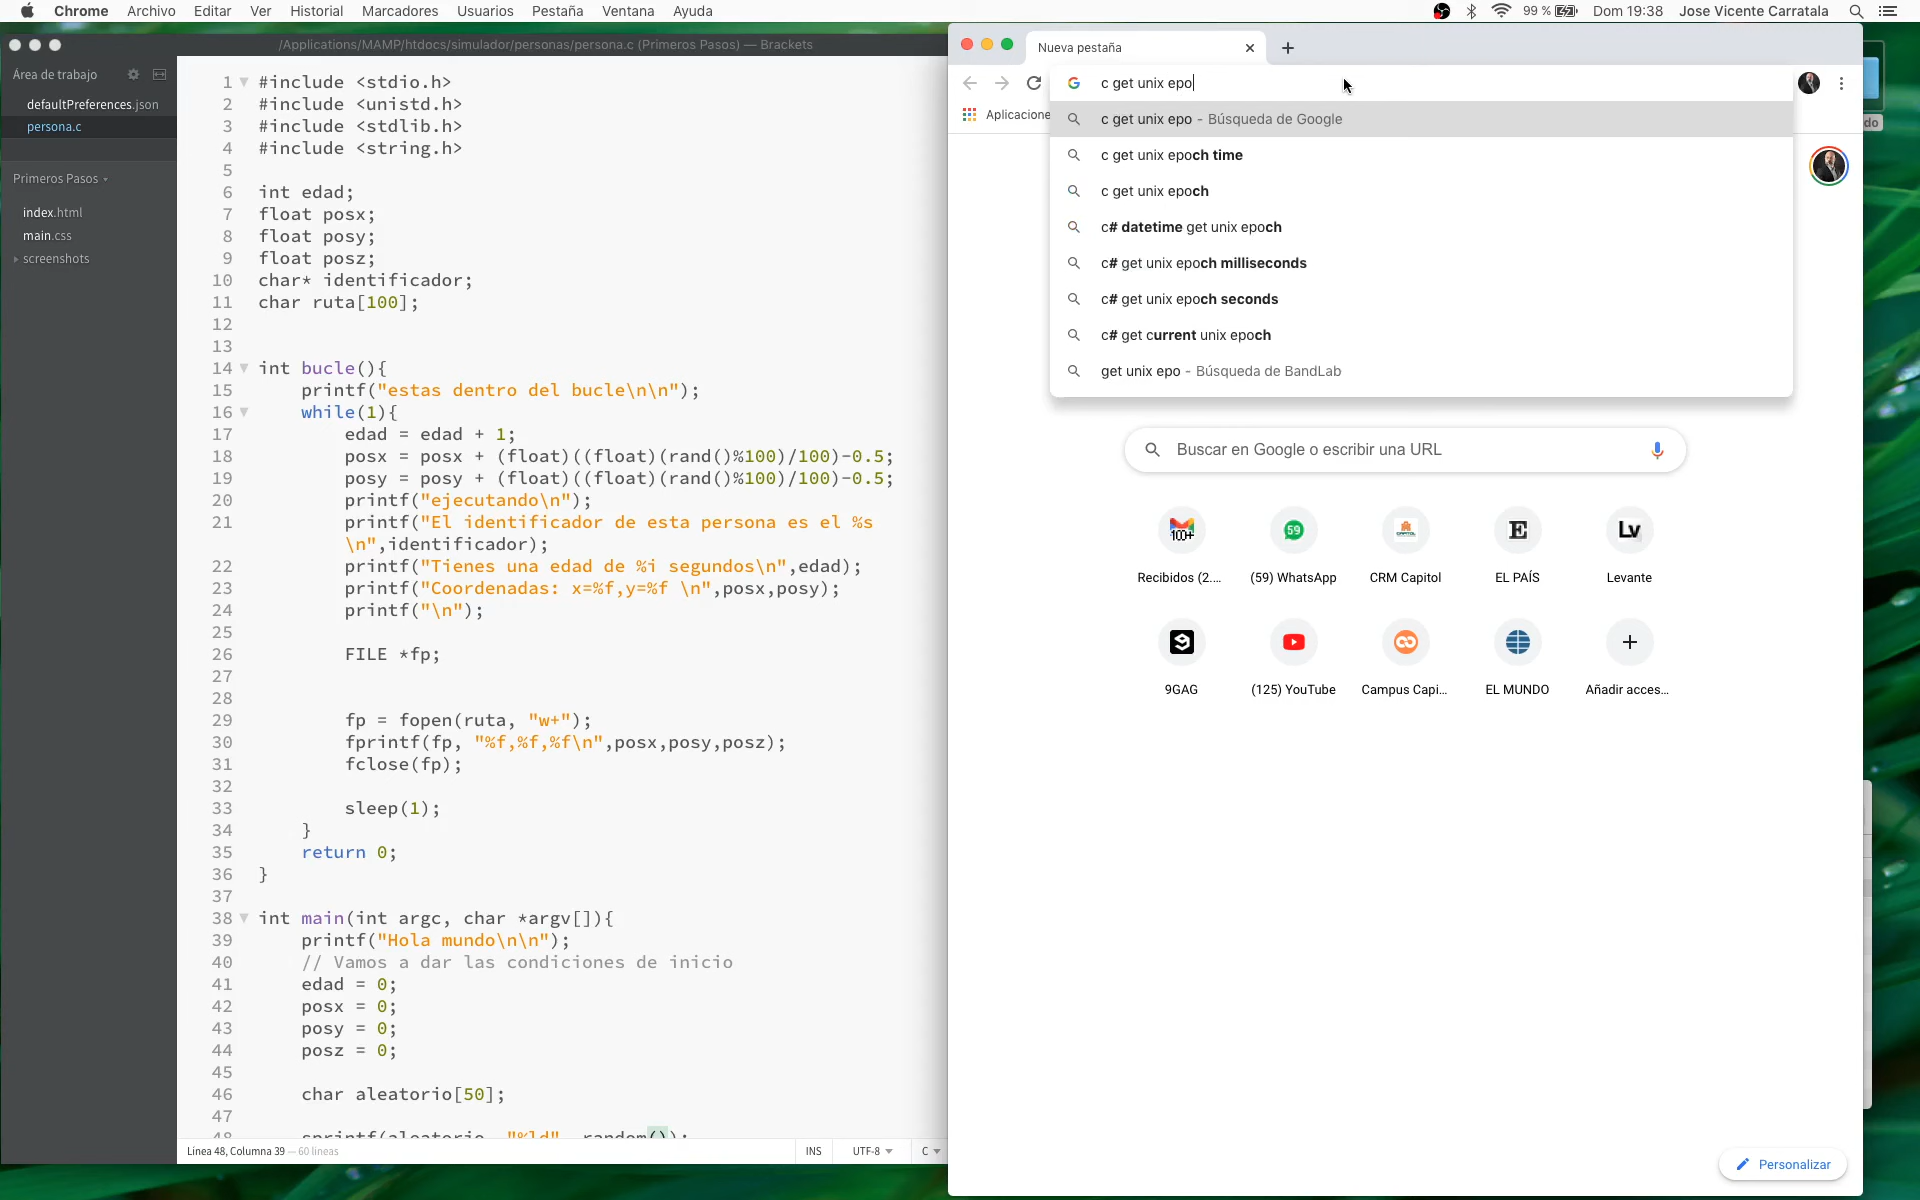 Chrome Archivo Editar Ver Historial Marcadores Usuarios Pestaña Ventana Ayuda
99 % Dom 19:38 Jose Vicente Carratala
/Applications/MAMP/htdocs/simulador/personas/persona.c (Primeros Pasos) — Brackets
Área de trabajo
defaultPreferences.json
persona.c
Primeros Pasos
index.html
main.css
screenshots
1 #include <stdio.h>
2 #include <unistd.h>
3 #include <stdlib.h>
4 #include <string.h>
5
6 int edad;
7 float posx;
8 float posy;
9 float posz;
10 char* identificador;
11 char ruta[100];
12
13
14 int bucle(){
15 printf("estas dentro del bucle\n\n");
16 while(1){
17 edad = edad + 1;
18 posx = posx + (float)((float)(rand()%100)/100)-0.5;
19 posy = posy + (float)((float)(rand()%100)/100)-0.5;
20 printf("ejecutando\n");
21 printf("El identificador de esta persona es el %s
\n",identificador);
22 printf("Tienes una edad de %i segundos\n",edad);
23 printf("Coordenadas: x=%f,y=%f \n",posx,posy);
24 printf("\n");
25
26 FILE *fp;
27
28
29 fp = fopen(ruta, "w+");
30 fprintf(fp, "%f,%f,%f\n",posx,posy,posz);
31 fclose(fp);
32
33 sleep(1);
34 }
35 return 0;
36 }
37
38 int main(int argc, char *argv[]){
39 printf("Hola mundo\n\n");
40 // Vamos a dar las condiciones de inicio
41 edad = 0;
42 posx = 0;
43 posy = 0;
44 posz = 0;
45
46 char aleatorio[50];
47
48 sprintf(aleatorio, "%ld", random());
Línea 48, Columna 39 — 60 líneas
INS UTF-8 C
Nueva pestaña
c get unix epo
Aplicacione
c get unix epo - Búsqueda de Google
c get unix epoch time
c get unix epoch
c# datetime get unix epoch
c# get unix epoch milliseconds
c# get unix epoch seconds
c# get current unix epoch
get unix epo - Búsqueda de BandLab
Buscar en Google o escribir una URL
100+ 59 CAPITOL E Lv
Recibidos (2.... (59) WhatsApp CRM Capitol EL PAÍS Levante
9GAG (125) YouTube Campus Capi... EL MUNDO Añadir acces...
Personalizar
do